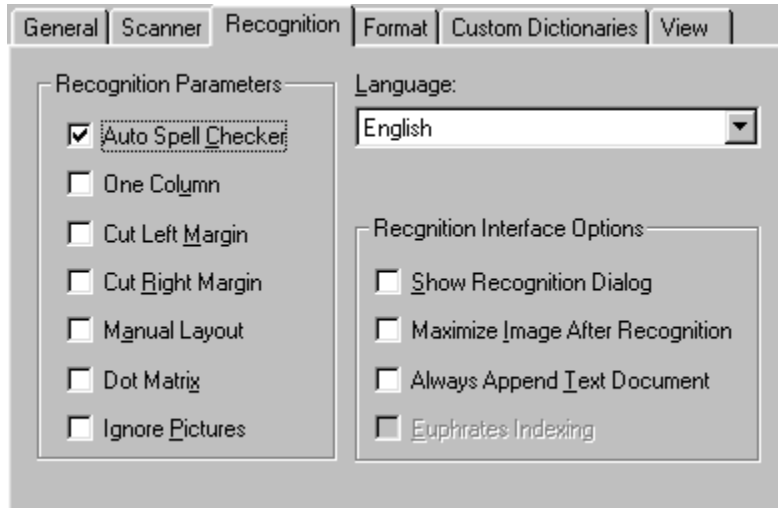 General Scanner Recognition Format Custom Dictionaries View
Recognition Parameters
Auto Spell Checker
One Column
Cut Left Margin
Cut Right Margin
Manual Layout
Dot Matrix
Ignore Pictures
Language:
English
Recgnition Interface Options
Show Recognition Dialog
Maximize Image After Recognition
Always Append Text Document
Euphrates Indexing